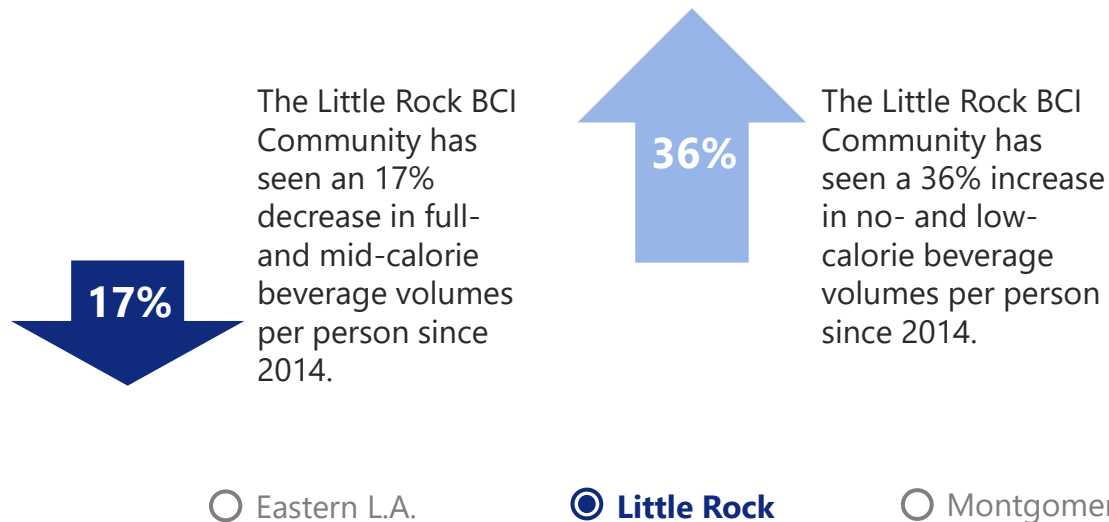 17%
The Little Rock BCI
Community has
seen an 17%
decrease in full-
and mid-calorie
beverage volumes
per person since
2014.
36%
The Little Rock BCI
Community has
seen a 36% increase
in no- and low-
calorie beverage
volumes per person
since 2014.
Eastern L.A.
Little Rock